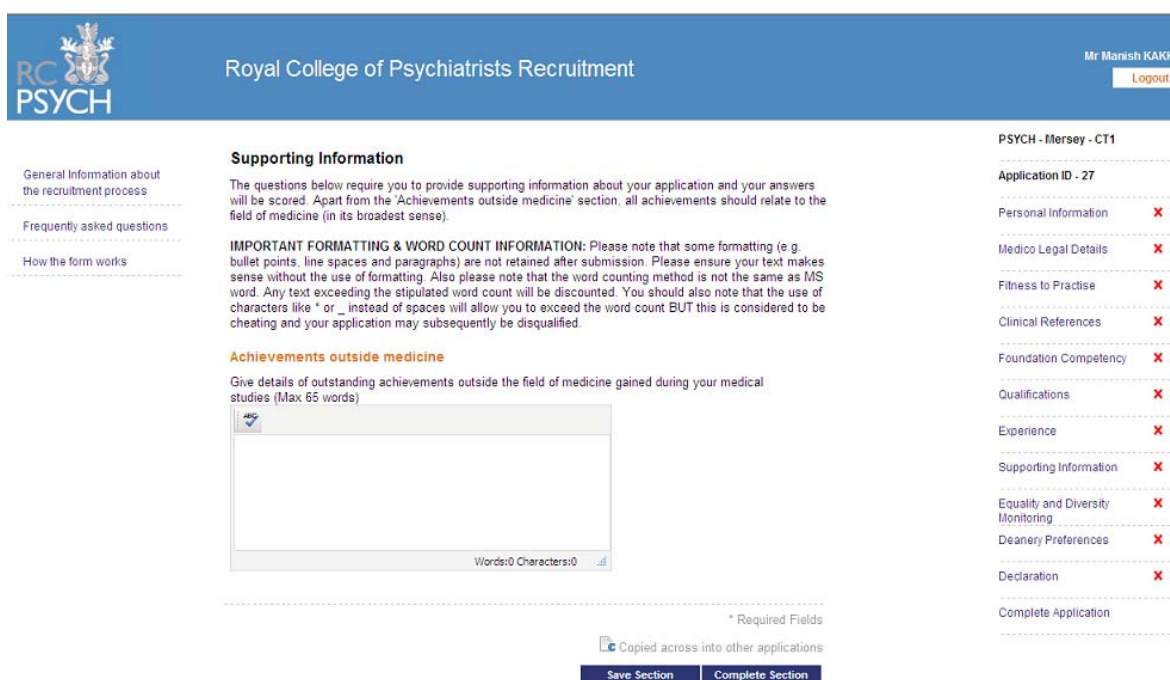 RC
PSYCH
Royal College of Psychiatrists Recruitment
Mr Manish KAKK
Logout
General Information about
the recruitment process
Frequently asked questions
How the form works
Supporting Information
The questions below require you to provide supporting information about your application and your answers
will be scored. Apart from the 'Achievements outside medicine' section, all achievements should relate to the
field of medicine (in its broadest sense).
IMPORTANT FORMATTING & WORD COUNT INFORMATION: Please note that some formatting (e.g.
bullet points, line spaces and paragraphs) are not retained after submission. Please ensure your text makes
sense without the use of formatting. Also please note that the word counting method is not the same as MS
word. Any text exceeding the stipulated word count will be discounted. You should also note that the use of
characters like * or _ instead of spaces will allow you to exceed the word count BUT this is considered to be
cheating and your application may subsequently be disqualified.
Achievements outside medicine
Give details of outstanding achievements outside the field of medicine gained during your medical
studies (Max 65 words)
ABC
Words:0 Characters:0
* Required Fields
Copied across into other applications
Save Section
Complete Section
PSYCH - Mersey - CT1
Application ID - 27
Personal Information
Medico Legal Details
Fitness to Practise
Clinical References
Foundation Competency
Qualifications
Experience
Supporting Information
Equality and Diversity
Monitoring
Deanery Preferences
Declaration
Complete Application